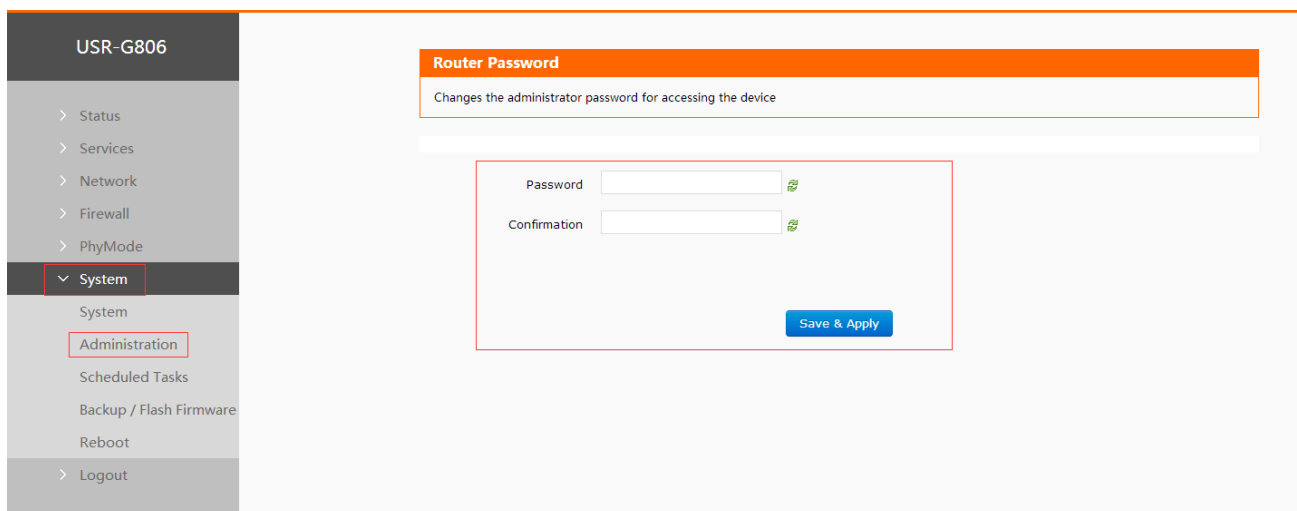 USR-G806
Status
Services
Network
Firewall
PhyMode
System
System
Administration
Scheduled Tasks
Backup / Flash Firmware
Reboot
Logout
Router Password
Changes the administrator password for accessing the device
Password
Confirmation
Save & Apply